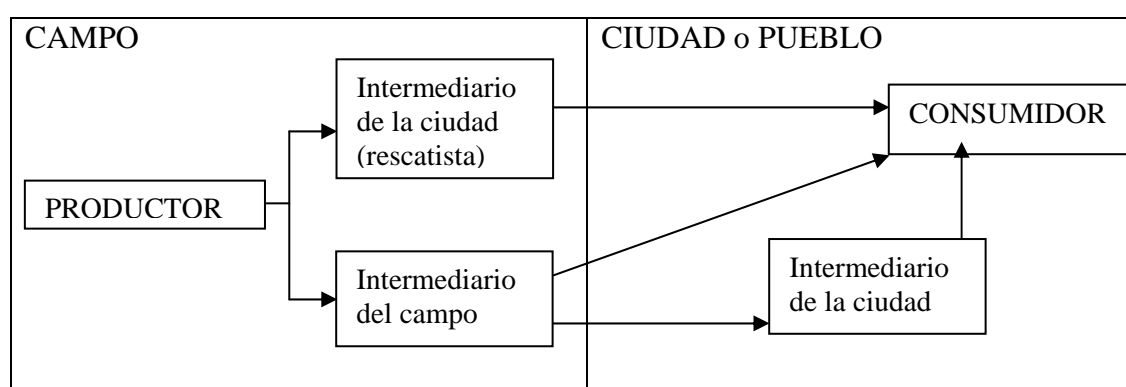 CAMPO
CIUDAD o PUEBLO
Intermediario
de la ciudad
(rescatista)
CONSUMIDOR
PRODUCTOR
Intermediario
del campo
Intermediario
de la ciudad